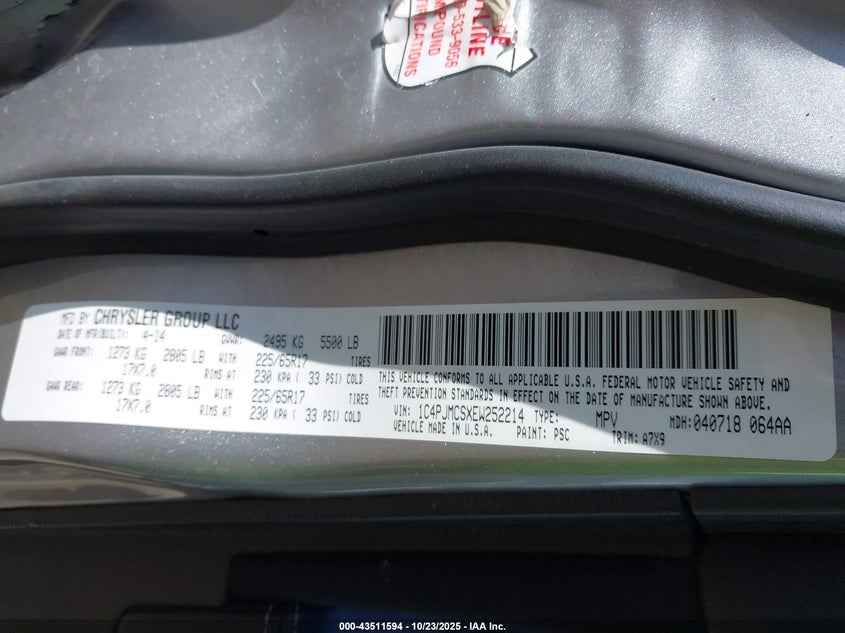 LINE
MFD BY CHRYSLER GROUP LLC
DATE OF MFR(BUILT): 4-14 GVWR: 2495 KG 5500 LB
GAWR FRONT: 1273 KG 2805 LB WITH 225/65R17 TIRES
17X7.0 RIMS AT 230 KPA ( 33 PSI) COLD
GAWR REAR: 1273 KG 2805 LB WITH 225/65R17 TIRES
17X7.0 RIMS AT 230 KPA ( 33 PSI) COLD
THIS VEHICLE CONFORMS TO ALL APPLICABLE U.S.A. FEDERAL MOTOR VEHICLE SAFETY AND
THEFT PREVENTION STANDARDS IN EFFECT ON THE DATE OF MANUFACTURE SHOWN ABOVE.
VIN: 1C4PJMCSXEW252214 TYPE: MPV MDH: 040718 064AA
VEHICLE MADE IN U.S.A. PAINT: PSC TRIM: A7X9
000-43511594 - 10/23/2025 - IAA Inc.